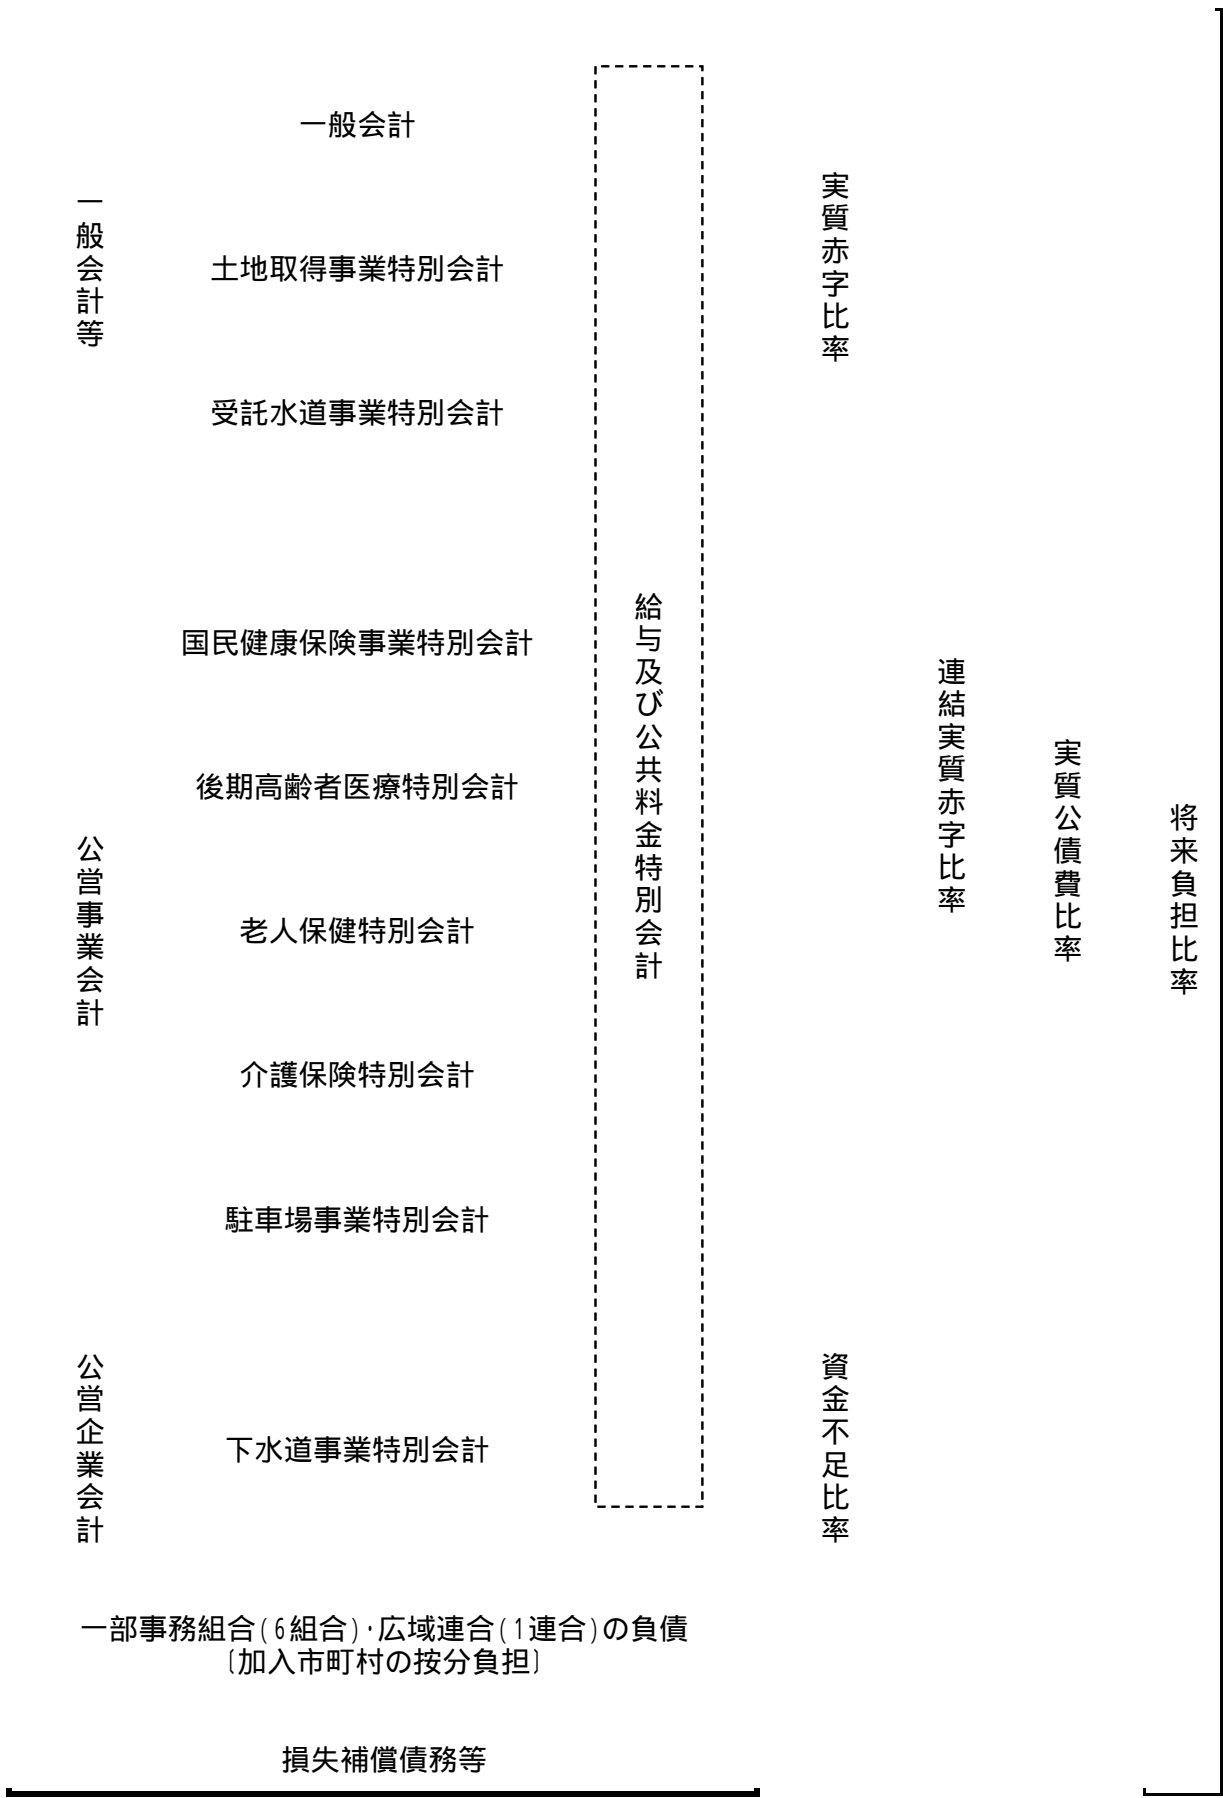 一般会計等
一般会計
土地取得事業特別会計
受託水道事業特別会計
公営事業会計
国民健康保険事業特別会計
後期高齢者医療特別会計
老人保健特別会計
介護保険特別会計
駐車場事業特別会計
公営企業会計
下水道事業特別会計
給与及び公共料金特別会計
実質赤字比率
資金不足比率
連結実質赤字比率
実質公債費比率
将来負担比率
一部事務組合(6組合)・広域連合(1連合)の負債
〔加入市町村の按分負担〕
損失補償債務等